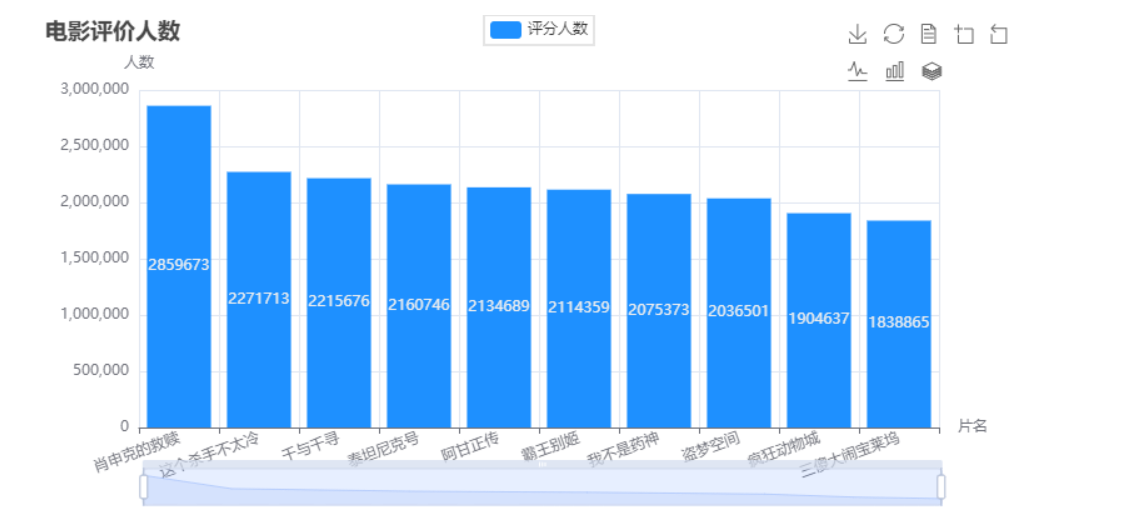 电影评价人数
评分人数
人数
3,000,000
2,500,000
2,000,000
1,500,000
1,000,000
500,000
0
2859673
2271713
2215676
2160746
2134689
2114359
2075373
2036501
1904637
1838865
肖申克的救赎
这个杀手不太冷
千与千寻
泰坦尼克号
阿甘正传
霸王别姬
我不是药神
盗梦空间
疯狂动物城
三傻大闹宝莱坞
片名